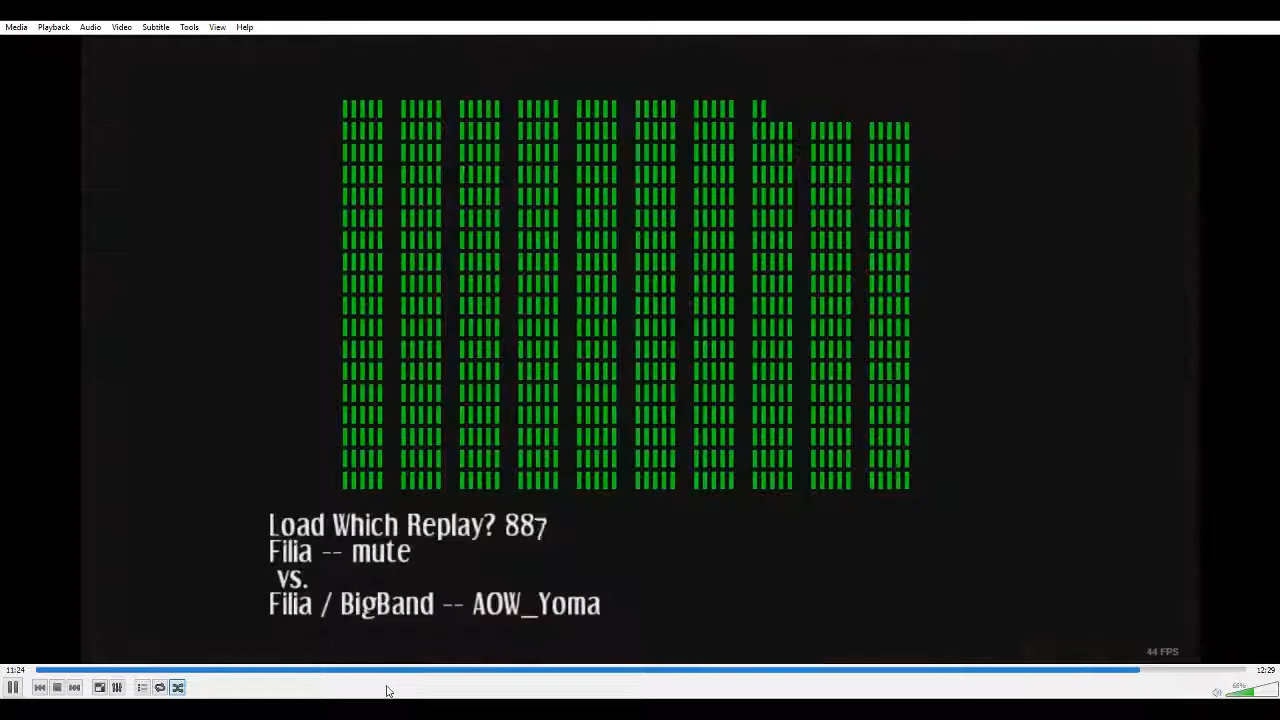 Media Playback Audio Video Subtitle Tools View Help
Load Which Replay? 887
Filia -- mute
vs.
Filia / BigBand -- AOW_Yoma
44 FPS
11:24 12:29
66%